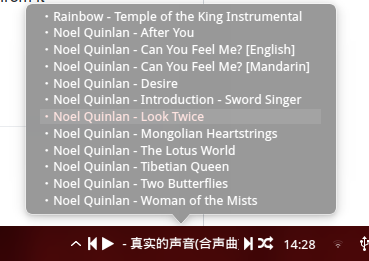 · Rainbow - Temple of the King Instrumental
· Noel Quinlan - After You
· Noel Quinlan - Can You Feel Me? [English]
· Noel Quinlan - Can You Feel Me? [Mandarin]
· Noel Quinlan - Desire
· Noel Quinlan - Introduction - Sword Singer
· Noel Quinlan - Look Twice
· Noel Quinlan - Mongolian Heartstrings
· Noel Quinlan - The Lotus World
· Noel Quinlan - Tibetian Queen
· Noel Quinlan - Two Butterflies
· Noel Quinlan - Woman of the Mists
- 真实的声音(合声曲 14:28